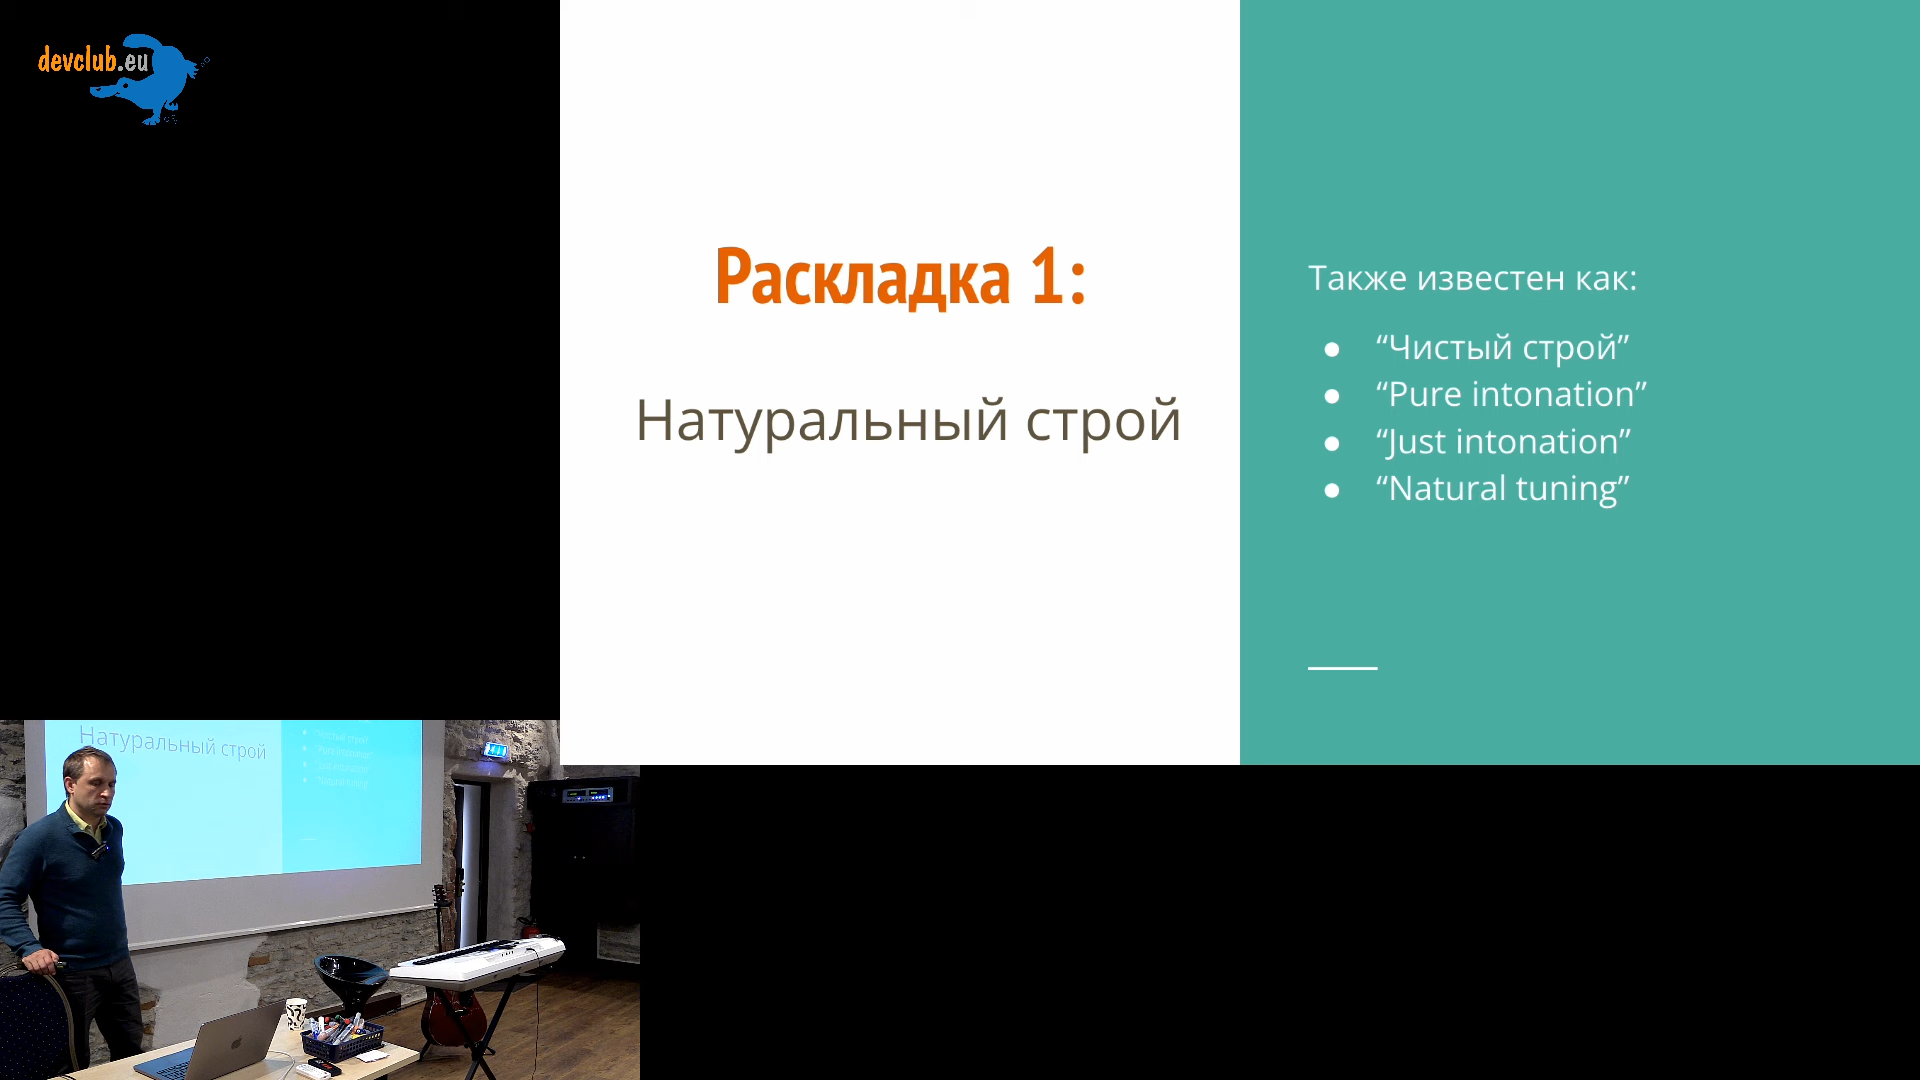 devclub.eu
Раскладка 1:
Натуральный строй
Также известен как:
● “Чистый строй”
● “Pure intonation”
● “Just intonation”
● “Natural tuning”
Натуральный строй